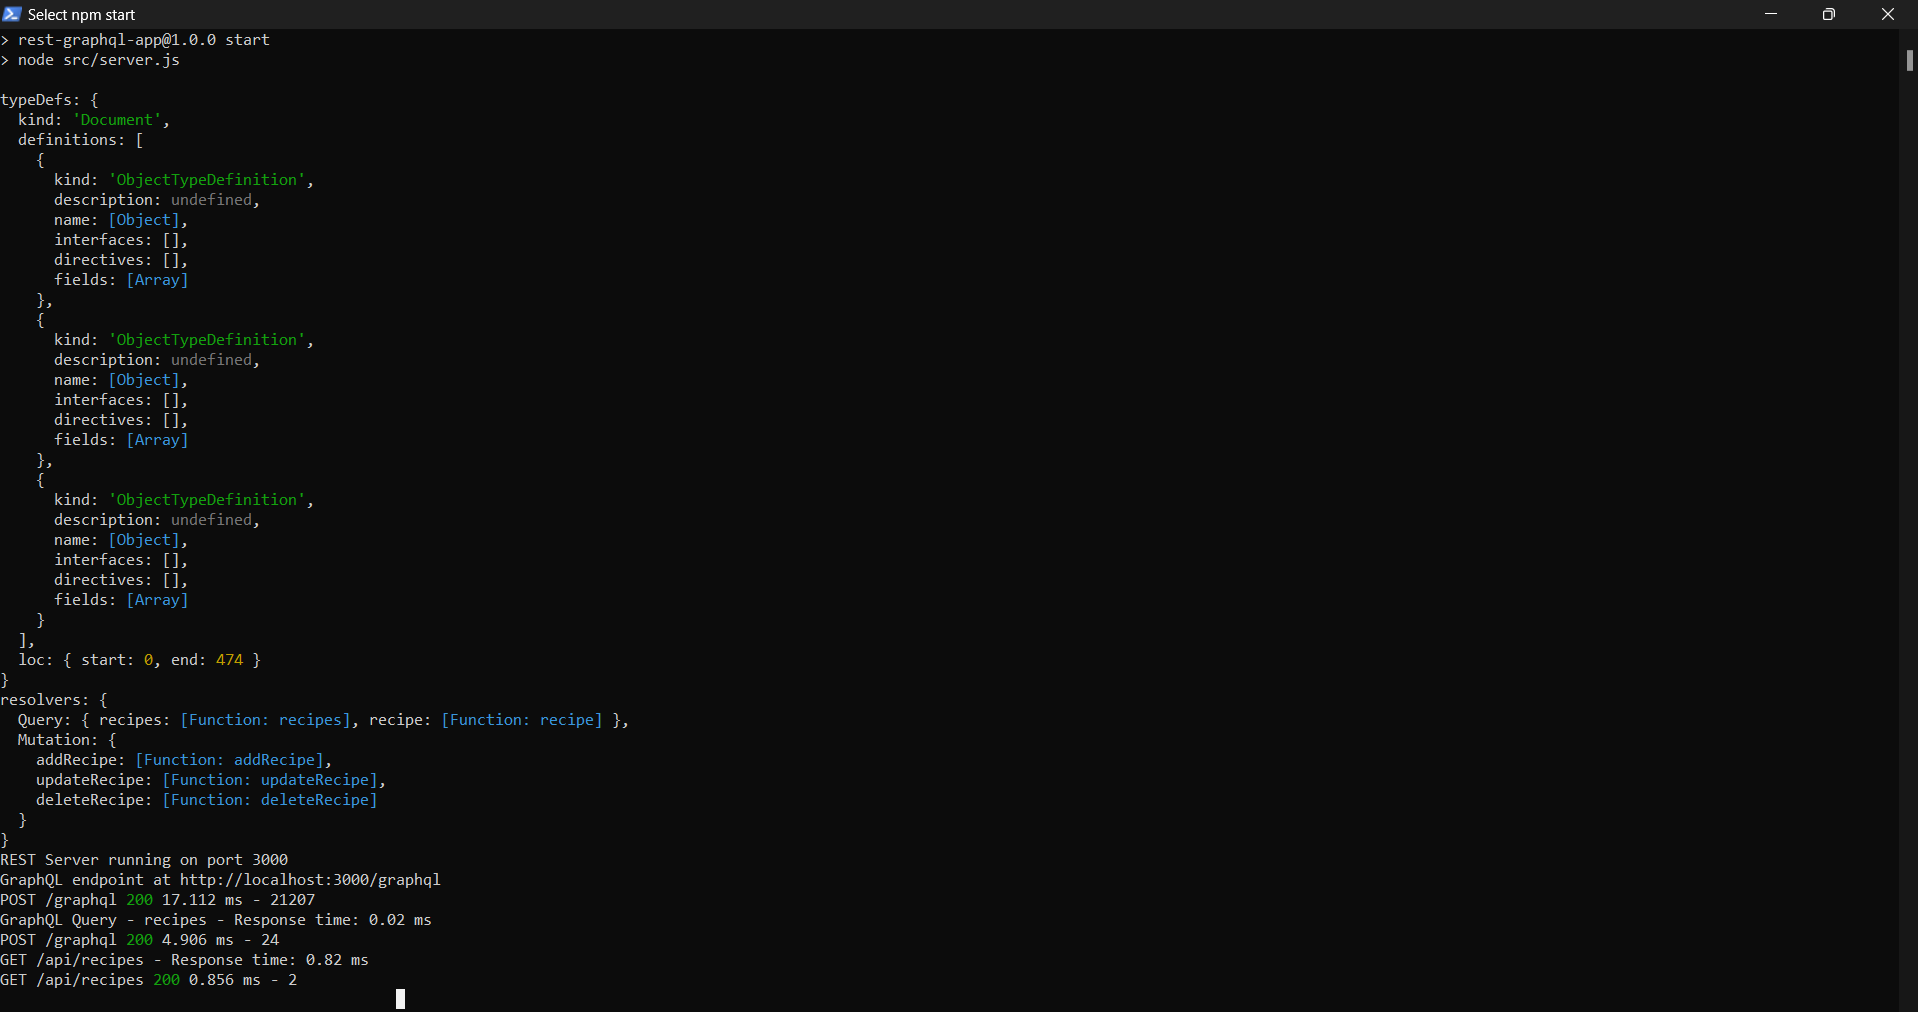 Select npm start
> rest-graphql-app@1.0.0 start
> node src/server.js
typeDefs: {
  kind: 'Document',
  definitions: [
    {
      kind: 'ObjectTypeDefinition',
      description: undefined,
      name: [Object],
      interfaces: [],
      directives: [],
      fields: [Array]
    },
    {
      kind: 'ObjectTypeDefinition',
      description: undefined,
      name: [Object],
      interfaces: [],
      directives: [],
      fields: [Array]
    },
    {
      kind: 'ObjectTypeDefinition',
      description: undefined,
      name: [Object],
      interfaces: [],
      directives: [],
      fields: [Array]
    }
  ],
  loc: { start: 0, end: 474 }
}
resolvers: {
  Query: { recipes: [Function: recipes], recipe: [Function: recipe] },
  Mutation: {
    addRecipe: [Function: addRecipe],
    updateRecipe: [Function: updateRecipe],
    deleteRecipe: [Function: deleteRecipe]
  }
}
REST Server running on port 3000
GraphQL endpoint at http://localhost:3000/graphql
POST /graphql 200 17.112 ms - 21207
GraphQL Query - recipes - Response time: 0.02 ms
POST /graphql 200 4.906 ms - 24
GET /api/recipes - Response time: 0.82 ms
GET /api/recipes 200 0.856 ms - 2